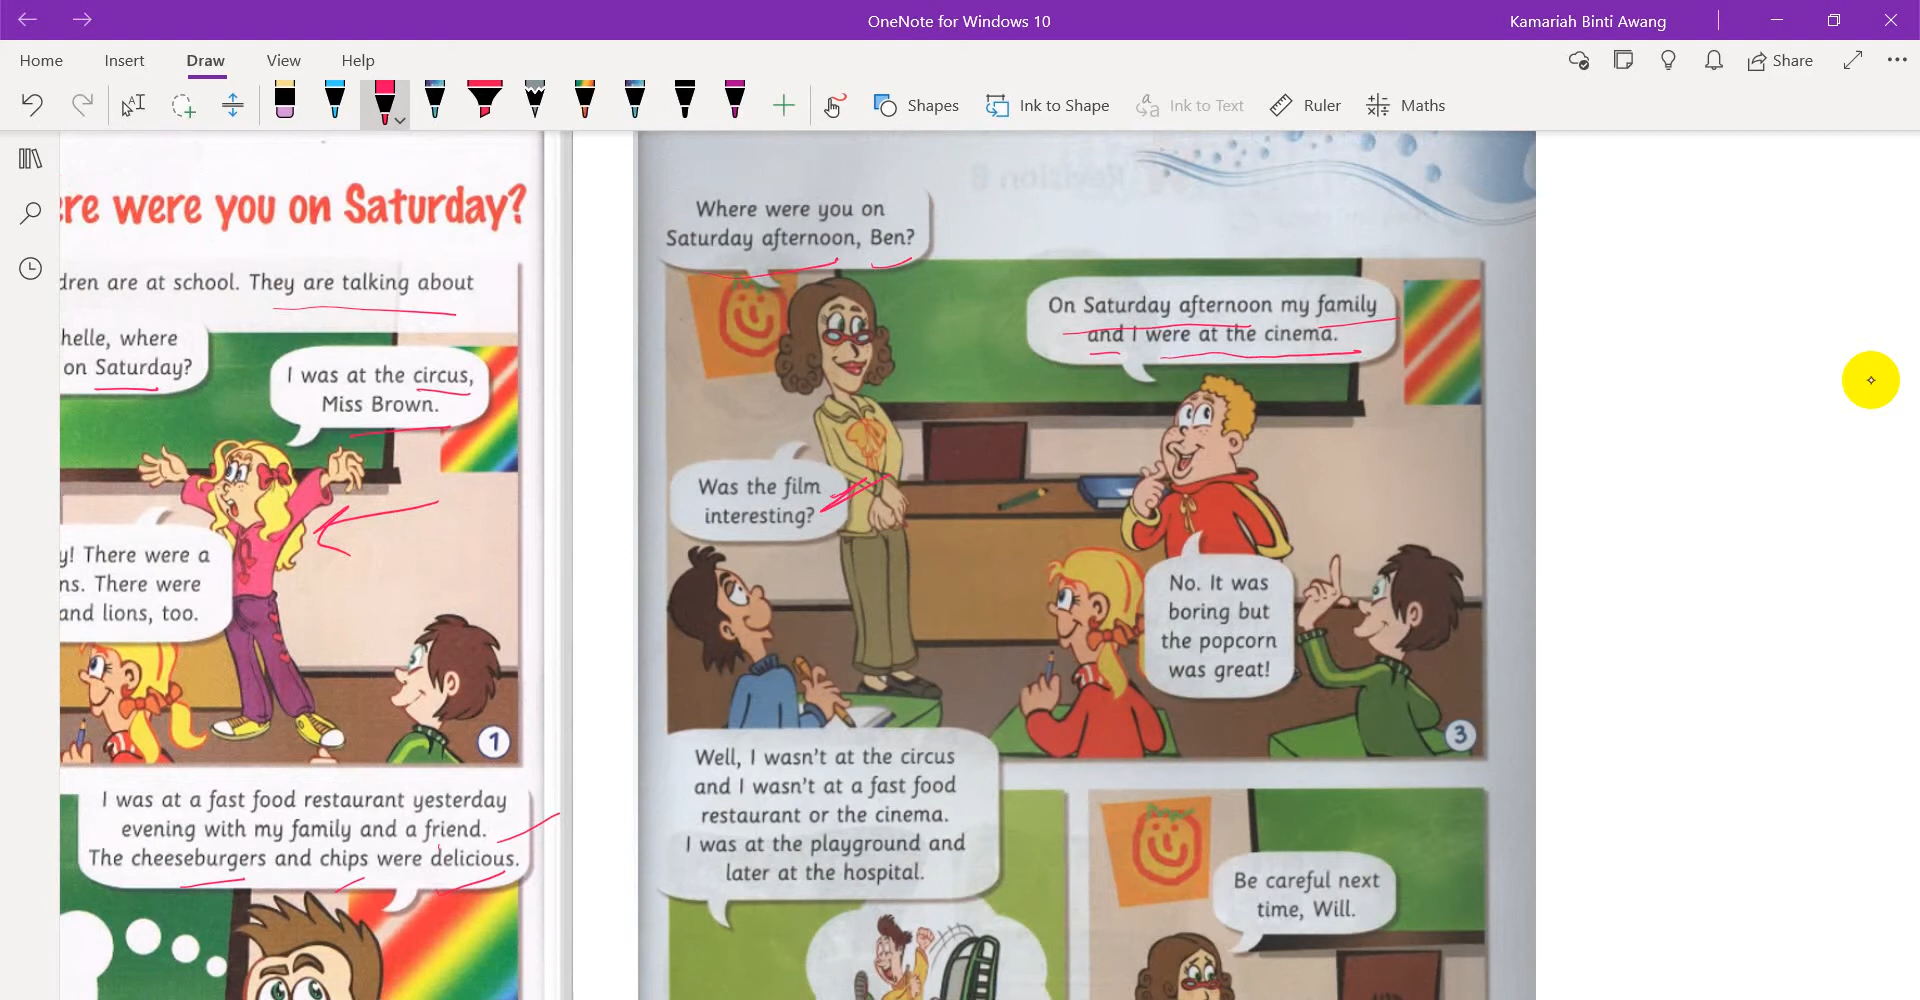 OneNote for Windows 10
Kamariah Binti Awang
Home
Insert
Draw
View
Help
Share
Shapes
Ink to Shape
Ink to Text
Ruler
Maths
ere were you on Saturday?
dren are at school. They are talking about
helle, where
on Saturday?
I was at the circus,
Miss Brown.
y! There were a
ns. There were
and lions, too.
1
I was at a fast food restaurant yesterday
evening with my family and a friend.
The cheeseburgers and chips were delicious.
Where were you on
Saturday afternoon, Ben?
On Saturday afternoon my family
and I were at the cinema.
Was the film
interesting?
No. It was
boring but
the popcorn
was great!
3
Well, I wasn't at the circus
and I wasn't at a fast food
restaurant or the cinema.
I was at the playground and
later at the hospital.
Be careful next
time, Will.